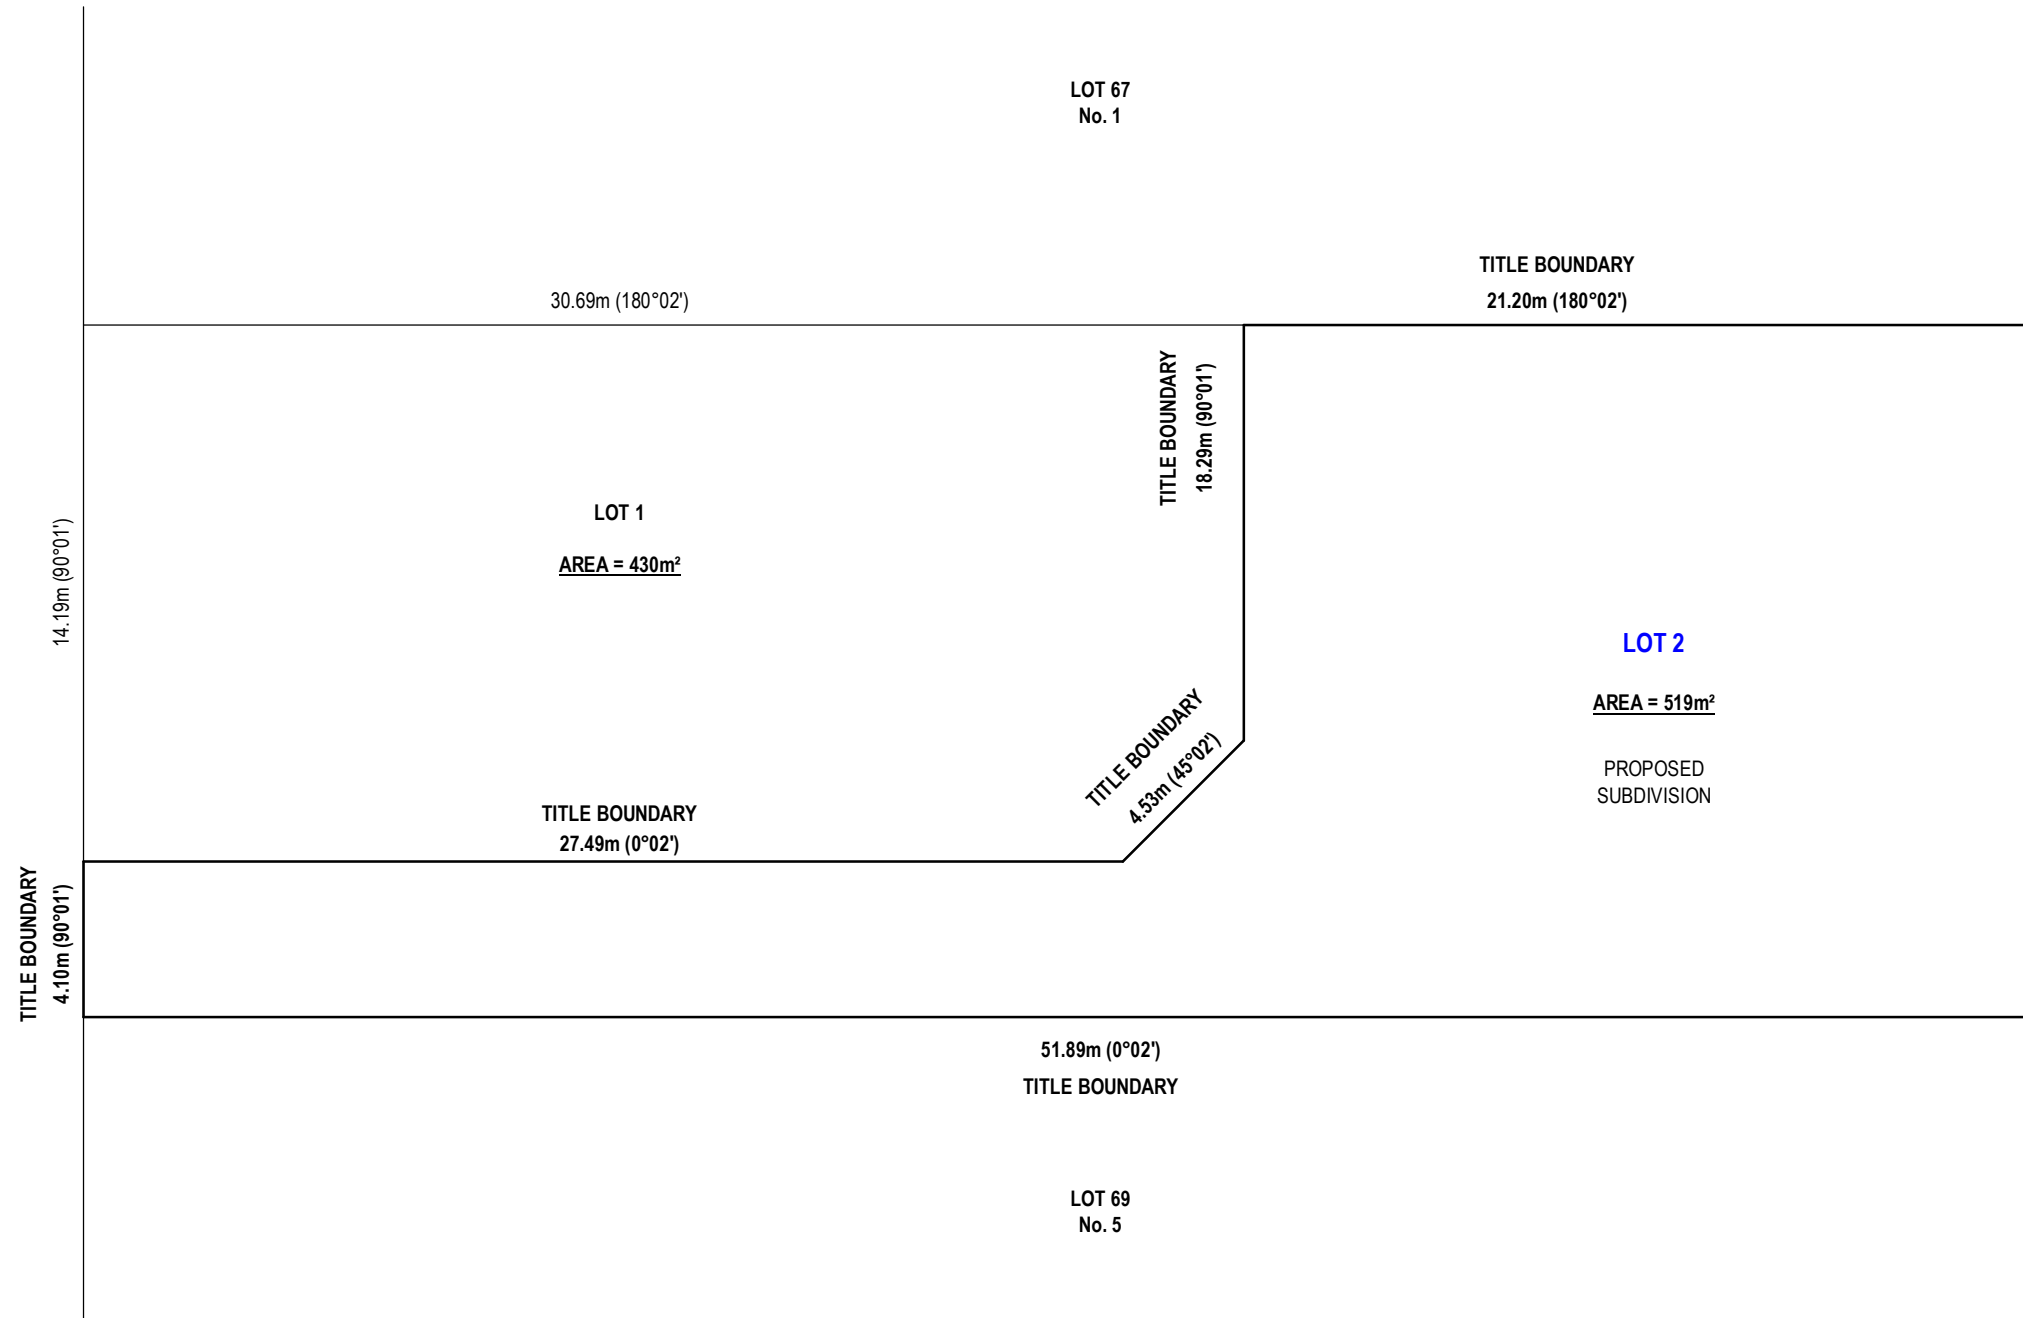 LOT 67
No. 1
TITLE BOUNDARY
21.20m (180°02')
30.69m (180°02')
TITLE BOUNDARY
18.29m (90°01')
LOT 1
AREA = 430m²
14.19m (90°01')
LOT 2
AREA = 519m²
PROPOSED
SUBDIVISION
TITLE BOUNDARY
4.53m (45°02')
TITLE BOUNDARY
27.49m (0°02')
TITLE BOUNDARY
4.10m (90°01')
51.89m (0°02')
TITLE BOUNDARY
LOT 69
No. 5